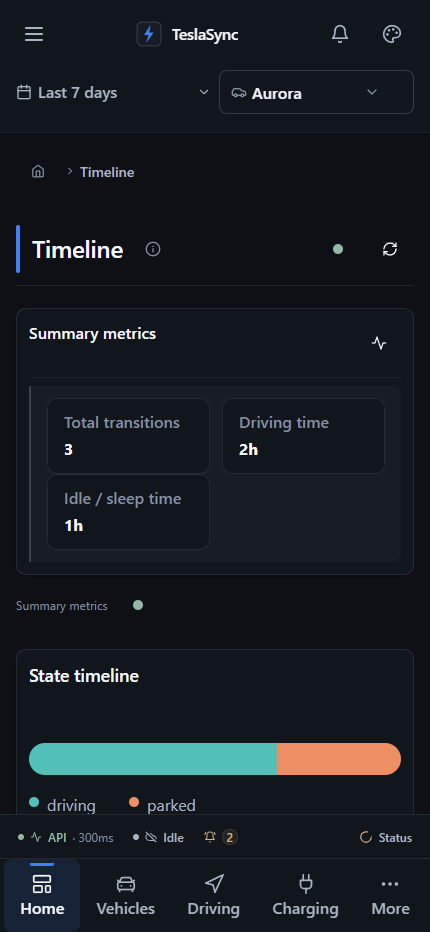 TeslaSync
Last 7 days
Aurora
Timeline
Timeline
Summary metrics
Total transitions
3
Driving time
2h
Idle / sleep time
1h
Summary metrics
State timeline
driving
parked
API · 300ms
Idle
2
Status
Home
Vehicles
Driving
Charging
More